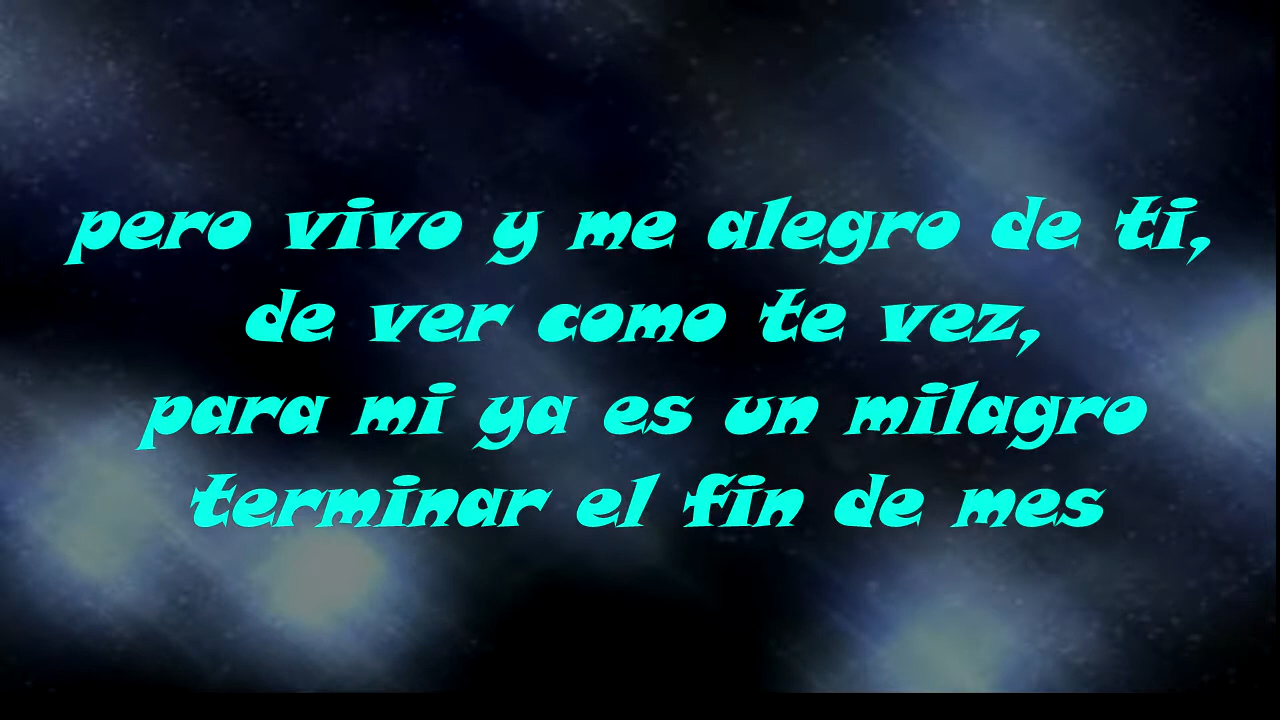 pero vivo y me alegro de ti,
de ver como te vez,
para mi ya es un milagro
terminar el fin de mes